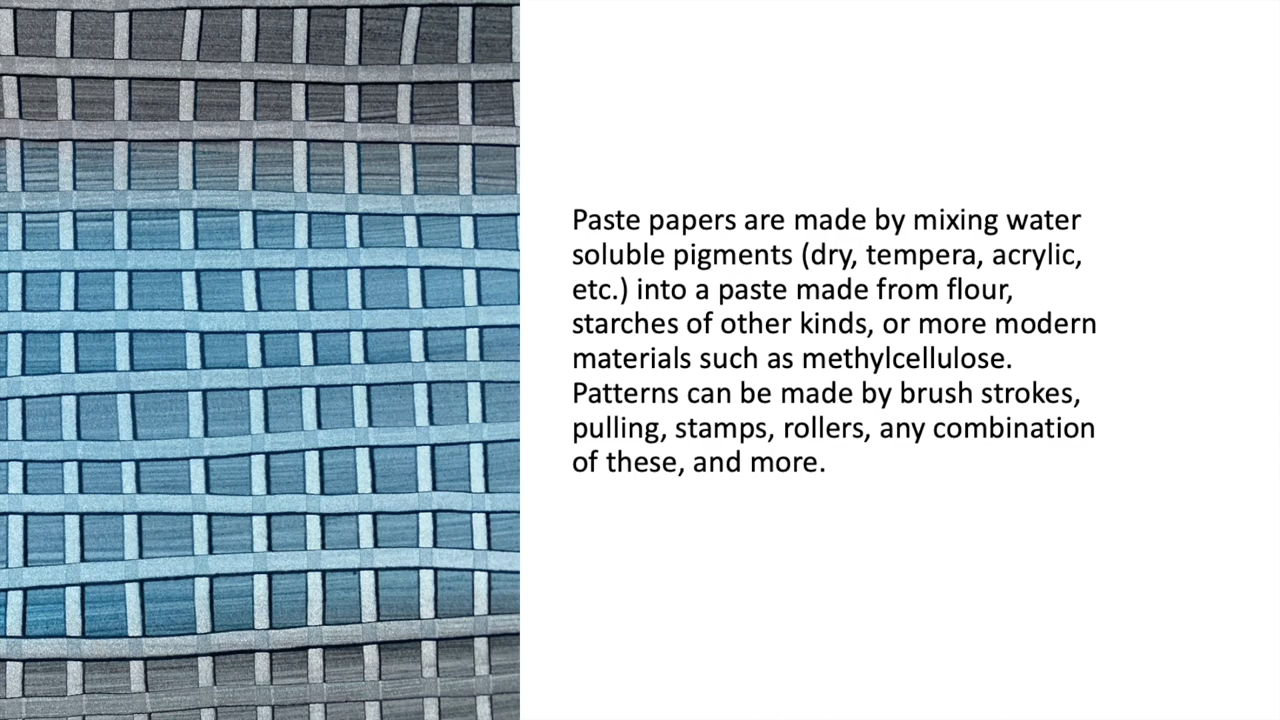 Paste papers are made by mixing water
soluble pigments (dry, tempera, acrylic,
etc.) into a paste made from flour,
starches of other kinds, or more modern
materials such as methylcellulose.
Patterns can be made by brush strokes,
pulling, stamps, rollers, any combination
of these, and more.